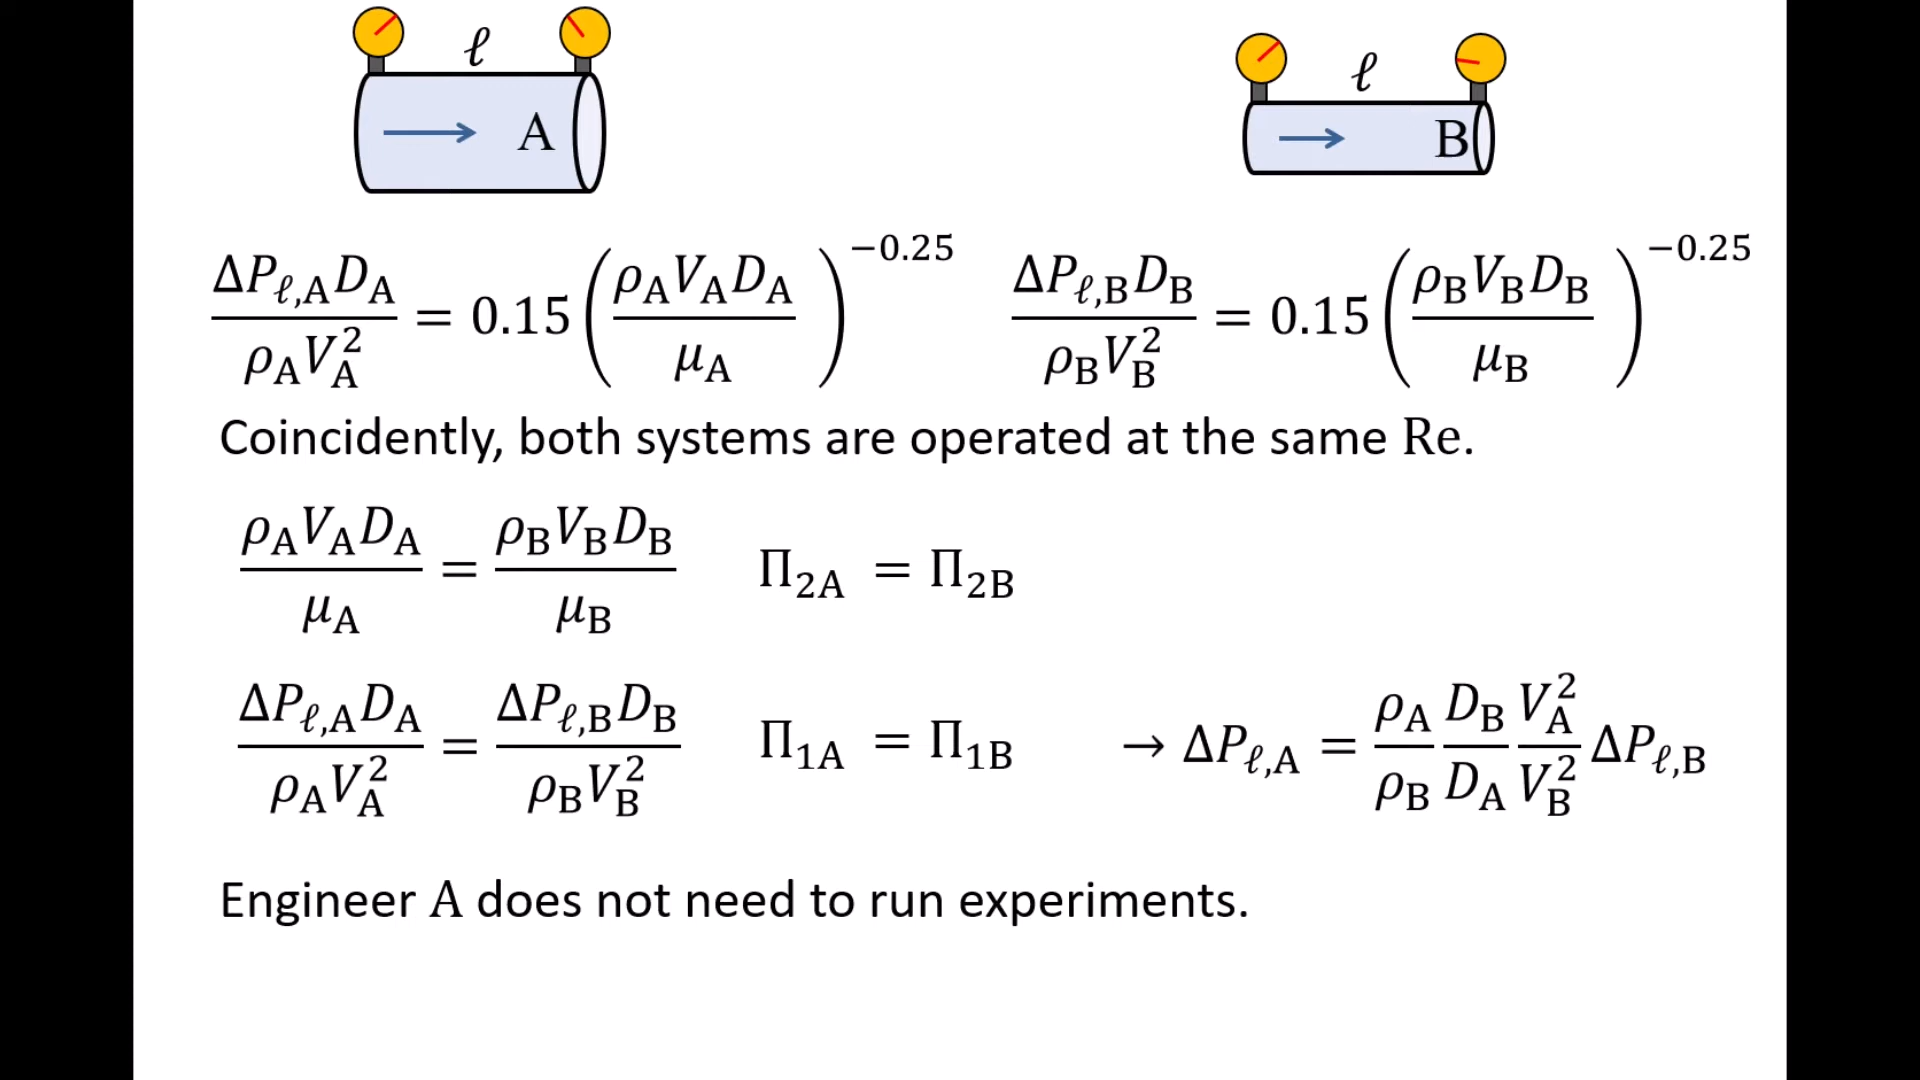 ℓ ℓ
A B
ΔP_{ℓ,A}D_A / ρ_A V_A^2 = 0.15 (ρ_A V_A D_A / μ_A)^{−0.25} ΔP_{ℓ,B}D_B / ρ_B V_B^2 = 0.15 (ρ_B V_B D_B / μ_B)^{−0.25}
Coincidently, both systems are operated at the same Re.
ρ_A V_A D_A / μ_A = ρ_B V_B D_B / μ_B Π_{2A} = Π_{2B}
ΔP_{ℓ,A}D_A / ρ_A V_A^2 = ΔP_{ℓ,B}D_B / ρ_B V_B^2 Π_{1A} = Π_{1B} → ΔP_{ℓ,A} = ρ_A/ρ_B D_B/D_A V_A^2/V_B^2 ΔP_{ℓ,B}
Engineer A does not need to run experiments.